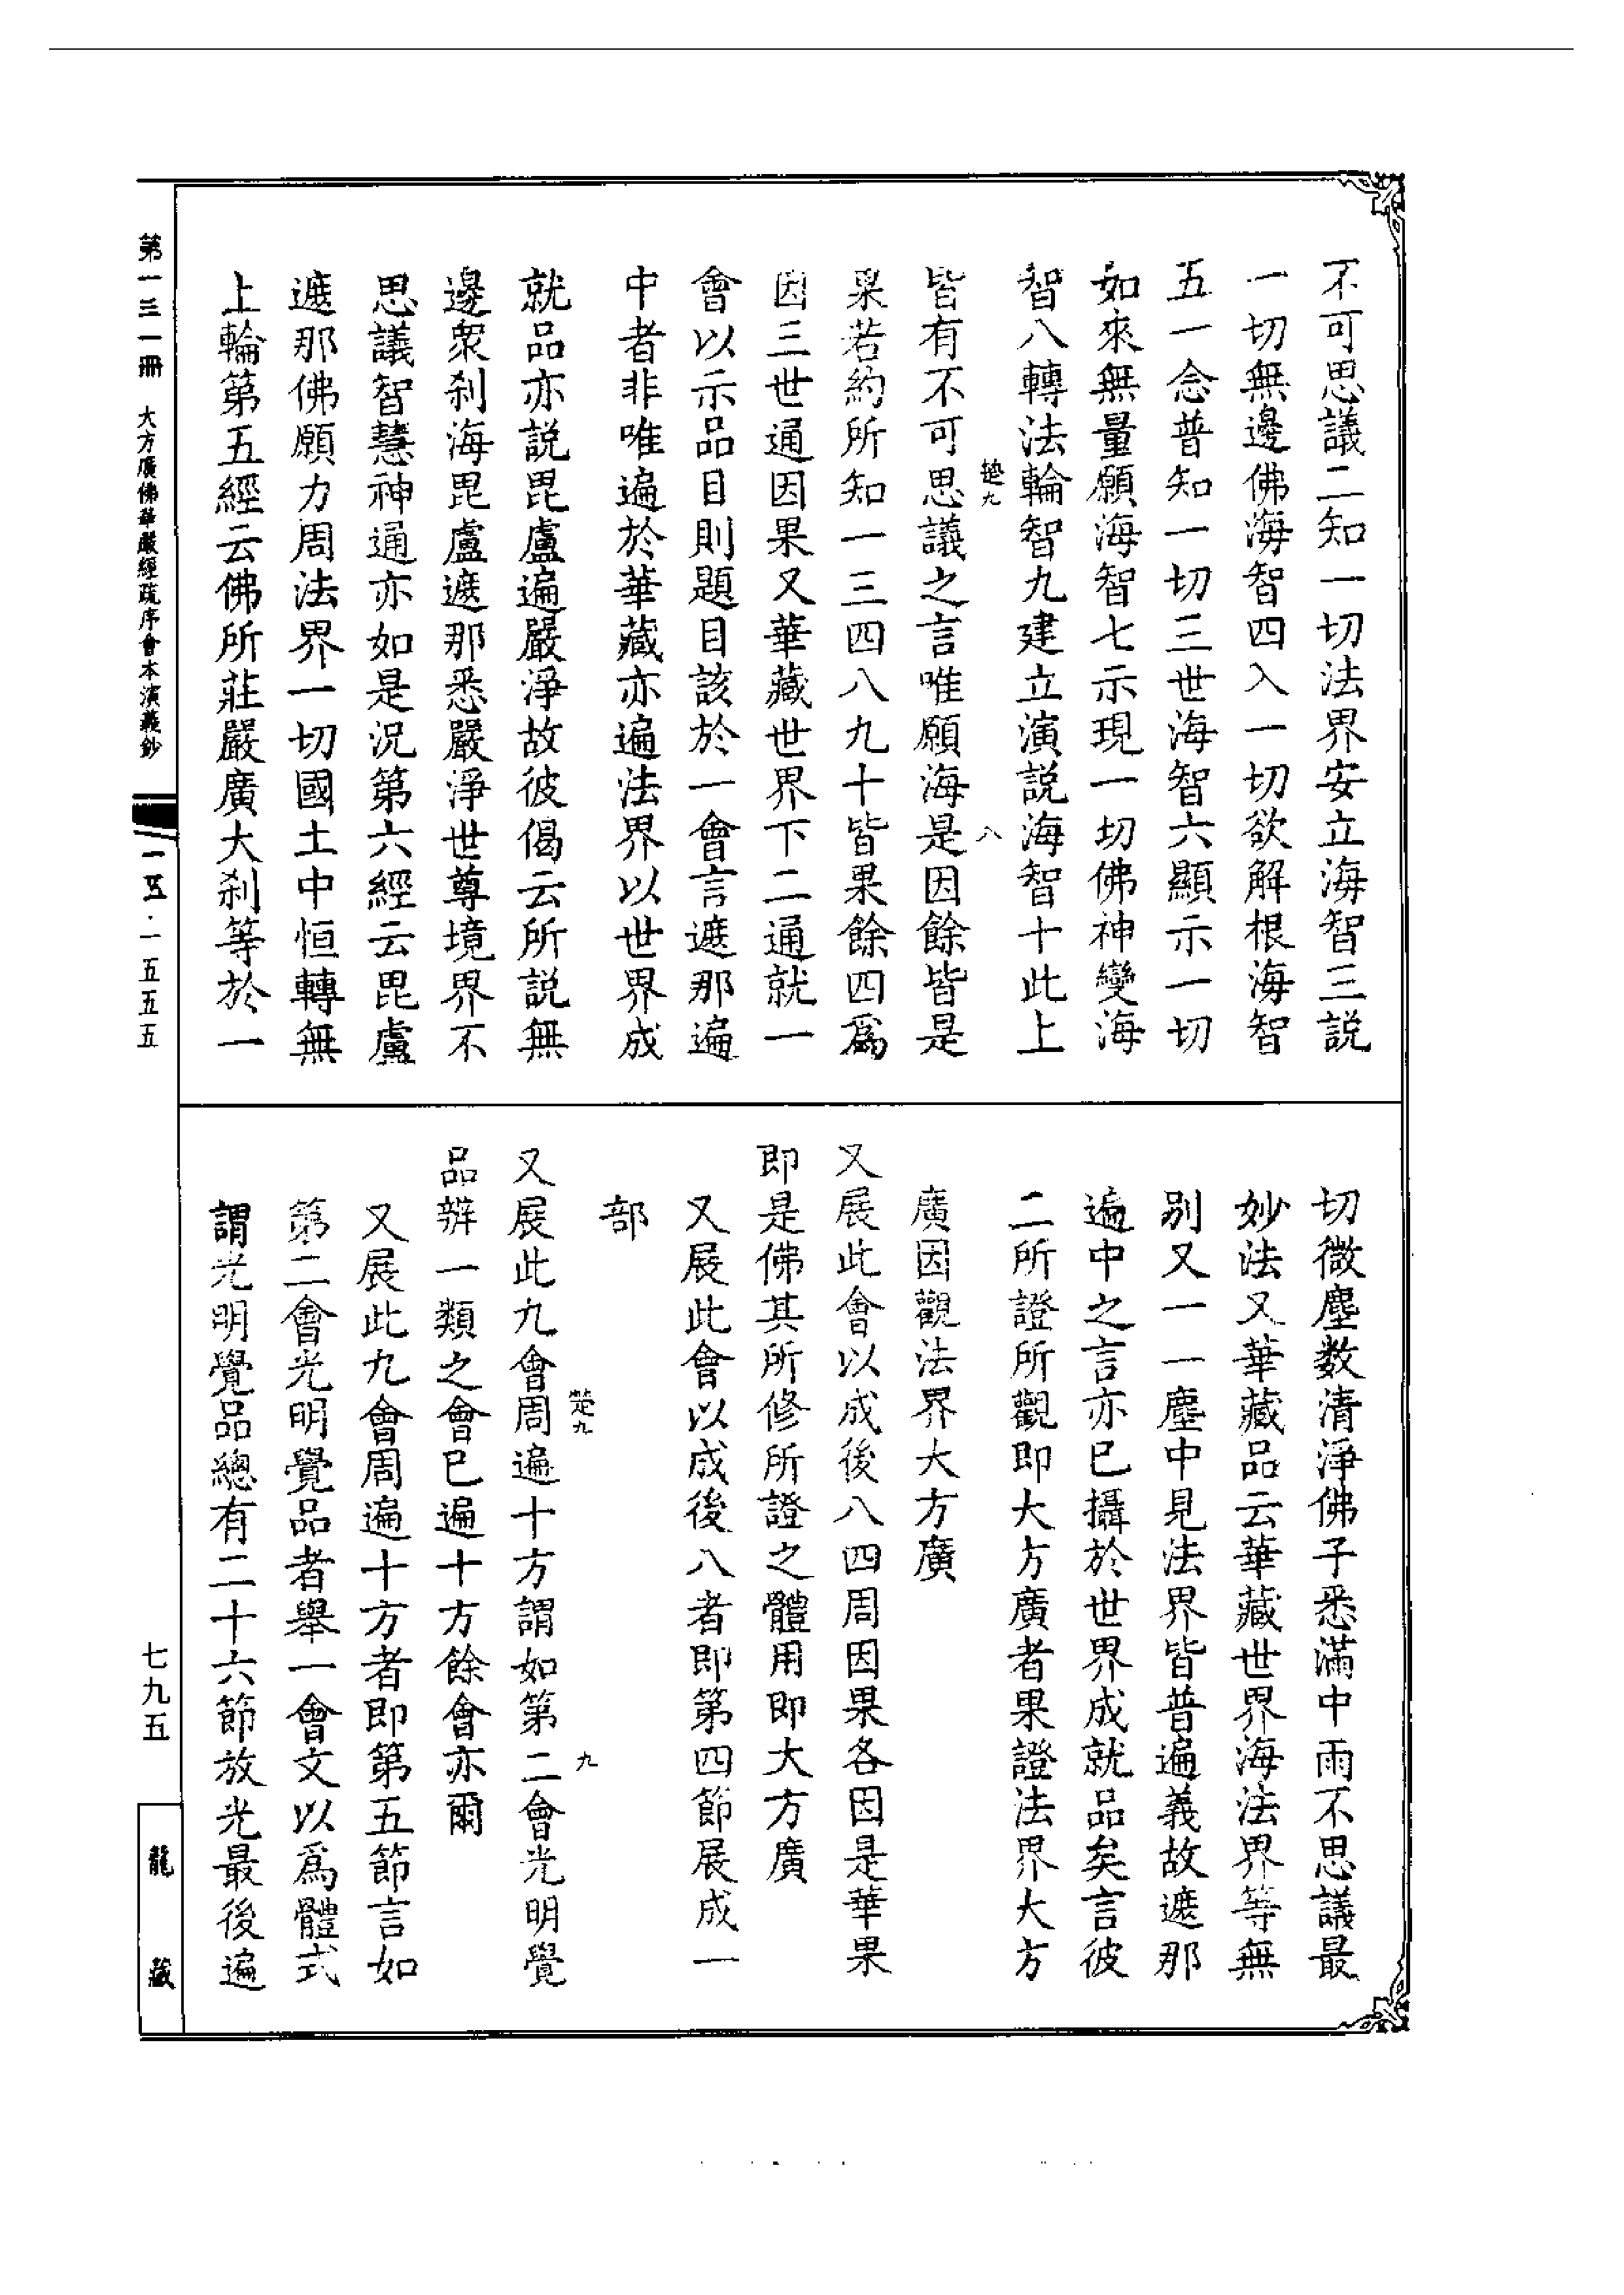 不可思議二知一切法界安立海智三説
一切無邊佛海智四入一切欲解根海智
五一念普知一切三世海智六顯示一切
如來無量願海智七示現一切佛神變海
智八轉法輪智九建立演説海智十此上
楚九
八
皆有不可思議之言唯願海是因餘皆是
果若約所知一三四八九十皆果餘四爲
因三世通因果又華藏世界下二通就一
會以示品目則題目該於一會言遮那遍
中者非唯遍於華藏亦遍法界以世界成
就品亦説毘盧遍嚴淨故彼偈云所説無
邊衆剎海毘盧遮那悉嚴淨世尊境界不
思議智慧神通亦如是況第六經云毘盧
遮那佛願力周法界一切國土中恒轉無
上輪第五經云佛所莊嚴廣大剎等於一
切微塵数清淨佛子悉滿中雨不思議最
妙法又華藏品云華藏世界海法界等無
别又一一塵中見法界皆普遍義故遮那
遍中之言亦已攝於世界成就品矣言彼
二所證所觀即大方廣者果證法界大方
廣因觀法界大方廣
又展此會以成後八四周因果各因是華果
即是佛其所修所證之體用即大方廣
又展此會以成後八者即第四節展成一
部
楚九
九
又展此九會周遍十方謂如第二會光明覺
品辨一類之會已遍十方餘會亦爾
又展此九會周遍十方者即第五節言如
第二會光明覺品者舉一會文以爲體式
謂光明覺品總有二十六節放光最後遍
第一三一冊 大方廣佛華嚴經疏序會本演義鈔
一五·一五五五
七九五
龍藏